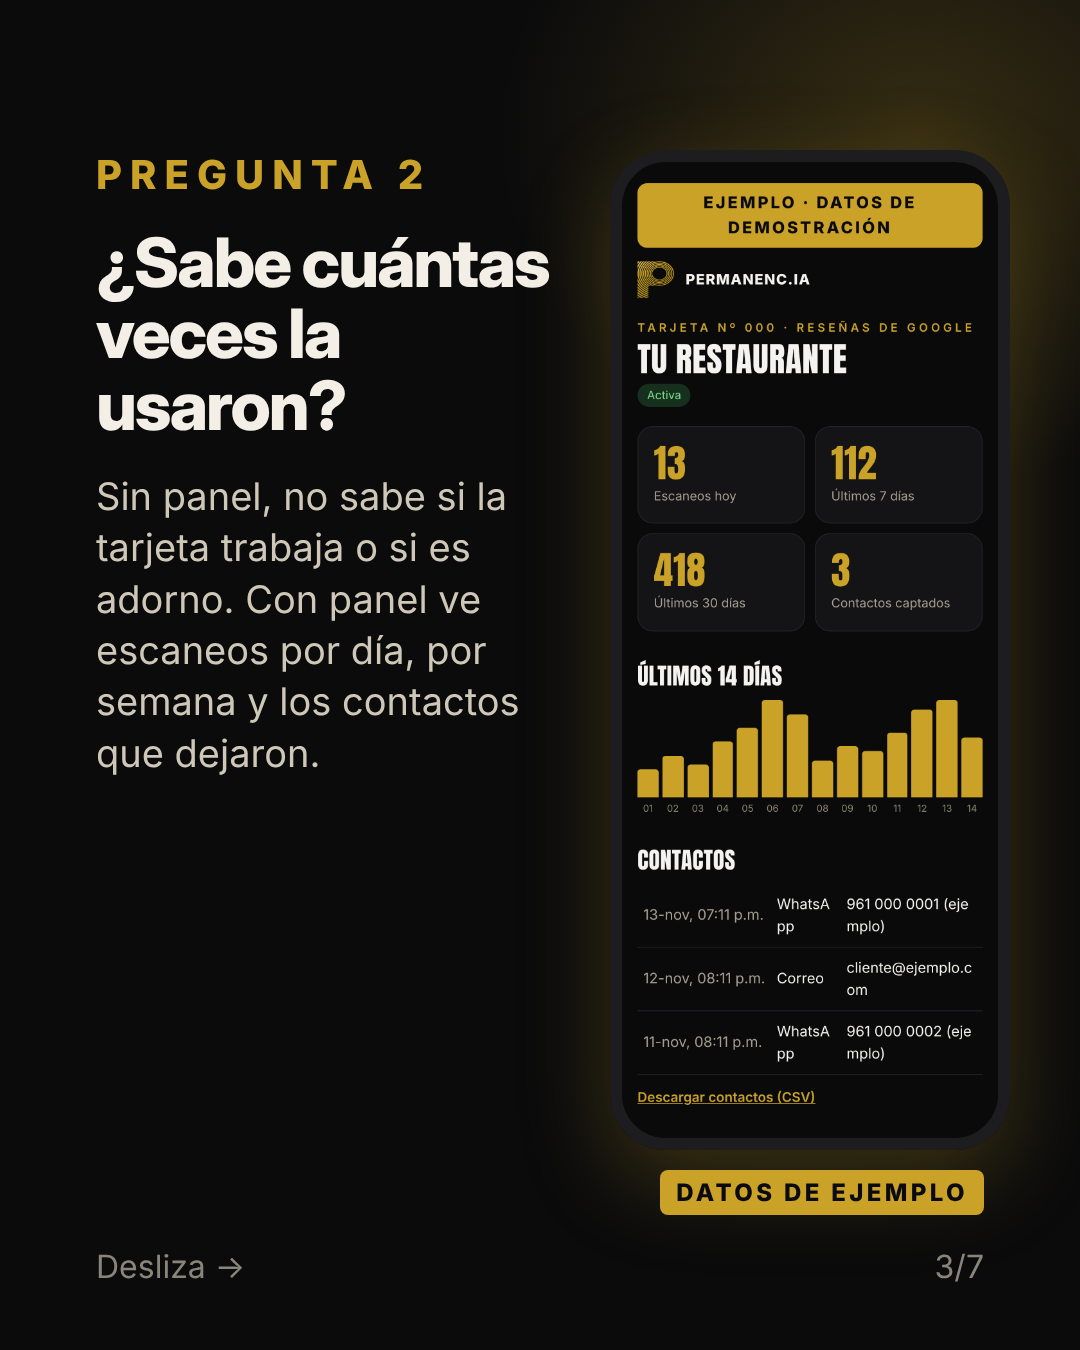 PREGUNTA 2
¿Sabe cuántas
veces la
usaron?
Sin panel, no sabe si la
tarjeta trabaja o si es
adorno. Con panel ve
escaneos por día, por
semana y los contactos
que dejaron.
EJEMPLO · DATOS DE
DEMOSTRACIÓN
PERMANENC.IA
TARJETA Nº 000 · RESEÑAS DE GOOGLE
TU RESTAURANTE
Activa
13
Escaneos hoy
112
Últimos 7 días
418
Últimos 30 días
3
Contactos captados
ÚLTIMOS 14 DÍAS
01 02 03 04 05 06 07 08 09 10 11 12 13 14
CONTACTOS
13-nov, 07:11 p.m. WhatsA 961 000 0001 (eje
pp mplo)
12-nov, 08:11 p.m. Correo cliente@ejemplo.c
om
11-nov, 08:11 p.m. WhatsA 961 000 0002 (eje
pp mplo)
Descargar contactos (CSV)
DATOS DE EJEMPLO
Desliza →
3/7